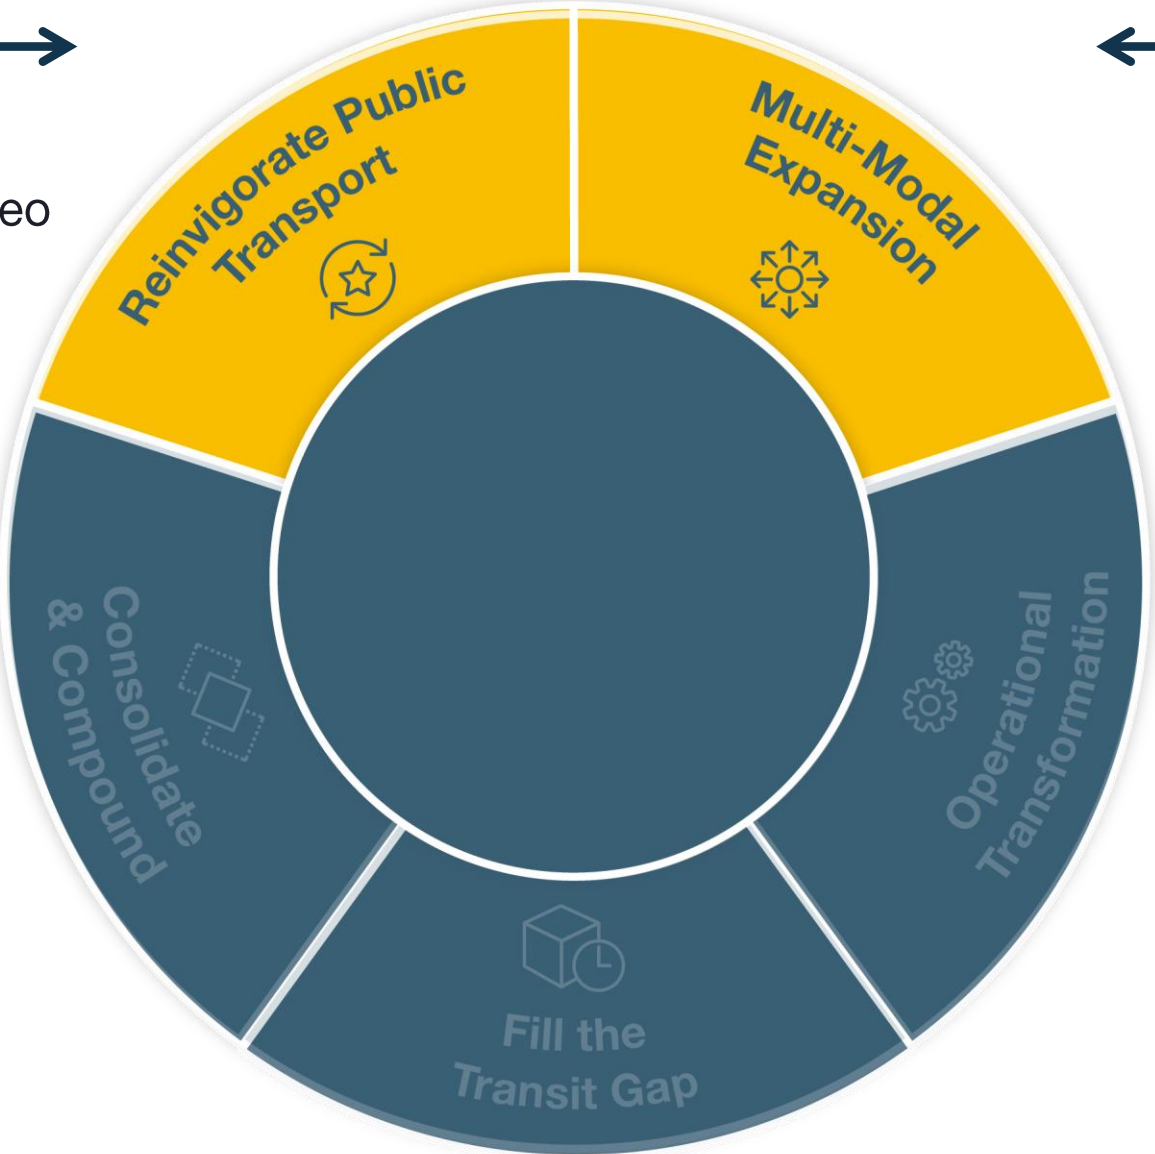 Reinvigorate Public
Transport
Multi-Modal
Expansion
eo
Consolidate
& Compound
Operational
Transformation
Fill the
Transit Gap